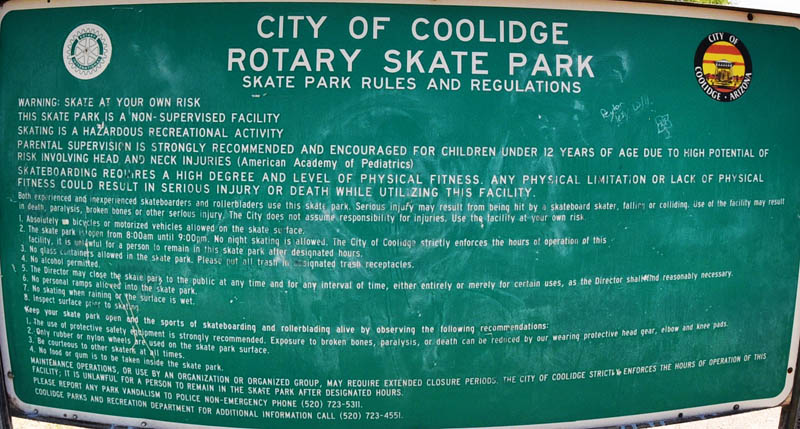 CITY OF COOLIDGE
ROTARY SKATE PARK
SKATE PARK RULES AND REGULATIONS
CITY OF
COOLIDGE • ARIZONA
WARNING: SKATE AT YOUR OWN RISK
THIS SKATE PARK IS A NON-SUPERVISED FACILITY
SKATING IS A HAZARDOUS RECREATIONAL ACTIVITY
PARENTAL SUPERVISION IS STRONGLY RECOMMENDED AND ENCOURAGED FOR CHILDREN UNDER 12 YEARS OF AGE DUE TO HIGH POTENTIAL OF
RISK INVOLVING HEAD AND NECK INJURIES (American Academy of Pediatrics)
SKATEBOARDING REQUIRES A HIGH DEGREE AND LEVEL OF PHYSICAL FITNESS. ANY PHYSICAL LIMITATION OR LACK OF PHYSICAL
FITNESS COULD RESULT IN SERIOUS INJURY OR DEATH WHILE UTILIZING THIS FACILITY.
Both experienced and inexperienced skateboarders and rollerbladers use this skate park. Serious injury may result from being hit by a skateboard skater, falling or colliding. Use of the facility may result
in death, paralysis, broken bones or other serious injury. The City does not assume responsibility for injuries. Use the facility at your own risk.
1. Absolutely no bicycles or motorized vehicles allowed on the skate surface.
2. The skate park is open from 8:00am until 9:00pm. No night skating is allowed. The City of Coolidge strictly enforces the hours of operation of this
facility, it is unlawful for a person to remain in this skate park after designated hours.
3. No glass containers allowed in the skate park. Please put all trash in designated trash receptacles.
4. No alcohol permitted.
5. The Director may close the skate park to the public at any time and for any interval of time, either entirely or merely for certain uses, as the Director shall find reasonably necessary.
6. No personal ramps allowed into the skate park.
7. No skating when raining or the surface is wet.
8. Inspect surface prior to skating
Keep your skate park open and the sports of skateboarding and rollerblading alive by observing the following recommendations:
1. The use of protective safety equipment is strongly recommended. Exposure to broken bones, paralysis, or death can be reduced by our wearing protective head gear, elbow and knee pads.
2. Only rubber or nylon wheels are used on the skate park surface.
3. Be courteous to other skaters at all times.
4. No food or gum is to be taken inside the skate park.
MAINTENANCE OPERATIONS, OR USE BY AN ORGANIZATION OR ORGANIZED GROUP, MAY REQUIRE EXTENDED CLOSURE PERIODS. THE CITY OF COOLIDGE STRICTLY ENFORCES THE HOURS OF OPERATION OF THIS
FACILITY; IT IS UNLAWFUL FOR A PERSON TO REMAIN IN THE SKATE PARK AFTER DESIGNATED HOURS.
PLEASE REPORT ANY PARK VANDALISM TO POLICE NON-EMERGENCY PHONE (520) 723-5311.
COOLIDGE PARKS AND RECREATION DEPARTMENT FOR ADDITIONAL INFORMATION CALL (520) 723-4551.